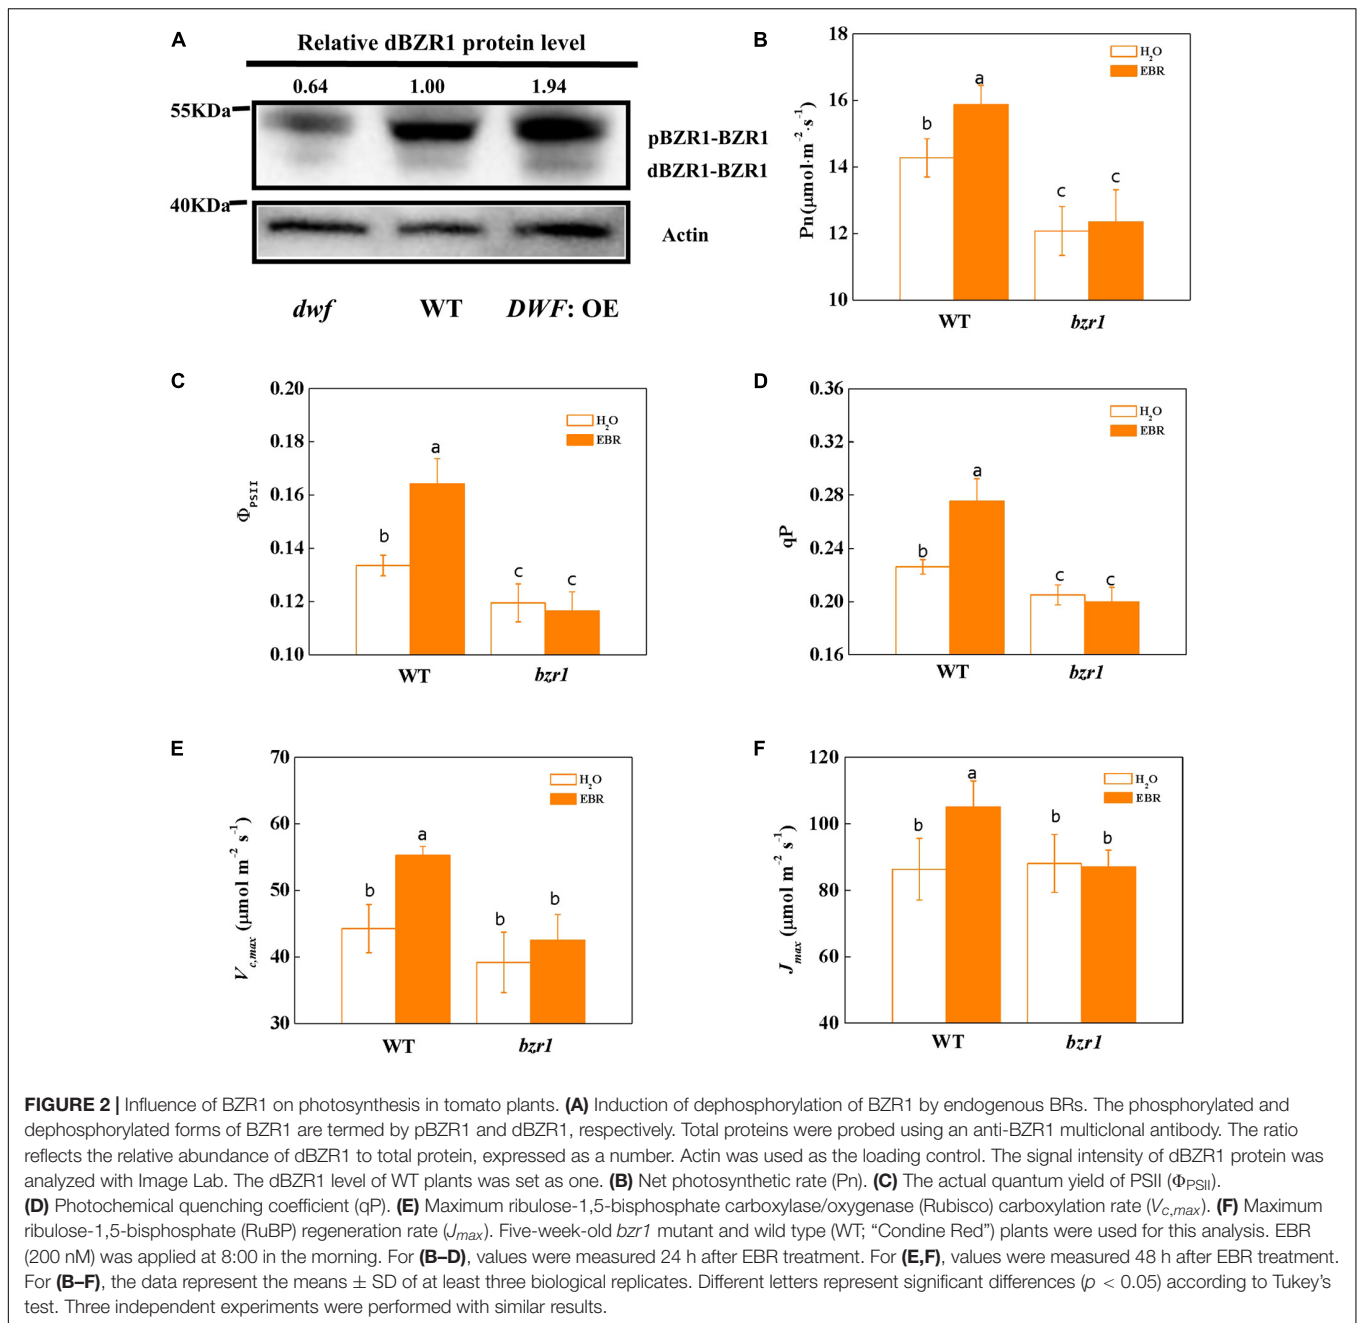 A
Relative dBZR1 protein level
0.64 1.00 1.94
55KDa
pBZR1-BZR1
dBZR1-BZR1
40KDa
Actin
dwf WT DWF: OE
B
18
16
14
12
10
Pn(μmol·m⁻²·s⁻¹)
H₂O
EBR
b a c c
WT bzr1
C
0.20
0.18
0.16
0.14
0.12
0.10
Φ_PSII
H₂O
EBR
b a c c
WT bzr1
D
0.36
0.32
0.28
0.24
0.20
0.16
qP
H₂O
EBR
b a c c
WT bzr1
E
70
60
50
40
30
V_c,max (μmol m⁻² s⁻¹)
H₂O
EBR
b a b b
WT bzr1
F
120
100
80
60
40
J_max (μmol m⁻² s⁻¹)
H₂O
EBR
b a b b
WT bzr1
FIGURE 2 | Influence of BZR1 on photosynthesis in tomato plants. (A) Induction of dephosphorylation of BZR1 by endogenous BRs. The phosphorylated and
dephosphorylated forms of BZR1 are termed by pBZR1 and dBZR1, respectively. Total proteins were probed using an anti-BZR1 multiclonal antibody. The ratio
reflects the relative abundance of dBZR1 to total protein, expressed as a number. Actin was used as the loading control. The signal intensity of dBZR1 protein was
analyzed with Image Lab. The dBZR1 level of WT plants was set as one. (B) Net photosynthetic rate (Pn). (C) The actual quantum yield of PSII (Φ_PSII).
(D) Photochemical quenching coefficient (qP). (E) Maximum ribulose-1,5-bisphosphate carboxylase/oxygenase (Rubisco) carboxylation rate (V_c,max). (F) Maximum
ribulose-1,5-bisphosphate (RuBP) regeneration rate (J_max). Five-week-old bzr1 mutant and wild type (WT; “Condine Red”) plants were used for this analysis. EBR
(200 nM) was applied at 8:00 in the morning. For (B–D), values were measured 24 h after EBR treatment. For (E,F), values were measured 48 h after EBR treatment.
For (B–F), the data represent the means ± SD of at least three biological replicates. Different letters represent significant differences (p < 0.05) according to Tukey’s
test. Three independent experiments were performed with similar results.